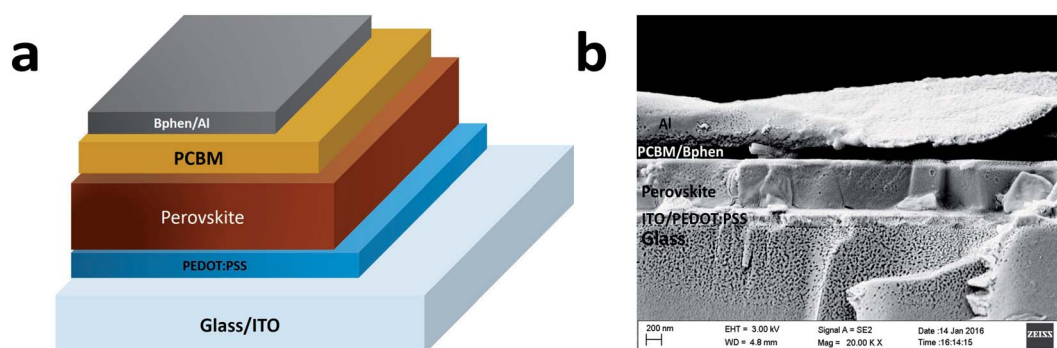 a
Bphen/Al
PCBM
Perovskite
PEDOT:PSS
Glass/ITO
b
Al
PCBM/Bphen
Perovskite
ITO/PEDOT:PSS
Glass
200 nm
EHT = 3.00 kV
Signal A = SE2
Date :14 Jan 2016
WD = 4.8 mm
Mag = 20.00 K X
Time :16:14:15
ZEISS